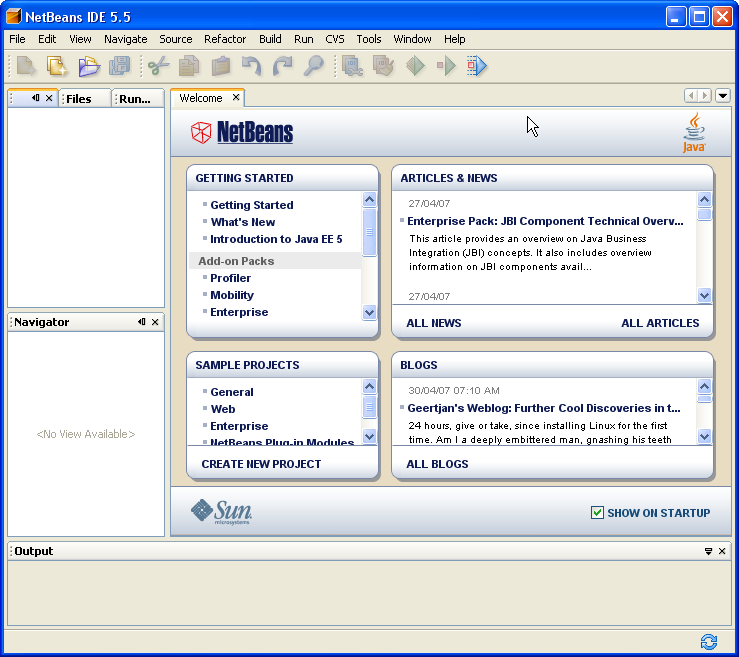 NetBeans IDE 5.5
File Edit View Navigate Source Refactor Build Run CVS Tools Window Help
Files Run... Welcome
NetBeans
Java
GETTING STARTED
Getting Started
What's New
Introduction to Java EE 5
Add-on Packs
Profiler
Mobility
Enterprise
ARTICLES & NEWS
27/04/07
Enterprise Pack: JBI Component Technical Overv...
This article provides an overview on Java Business
Integration (JBI) concepts. It also includes overview
information on JBI components avail...
27/04/07
ALL NEWS ALL ARTICLES
Navigator
<No View Available>
SAMPLE PROJECTS
General
Web
Enterprise
NetBeans Plug-in Modules
CREATE NEW PROJECT
BLOGS
30/04/07 07:10 AM
Geertjan's Weblog: Further Cool Discoveries in t...
24 hours, give or take, since installing Linux for the first
time. Am I a deeply embittered man, gnashing his teeth
ALL BLOGS
Sun
microsystems
SHOW ON STARTUP
Output